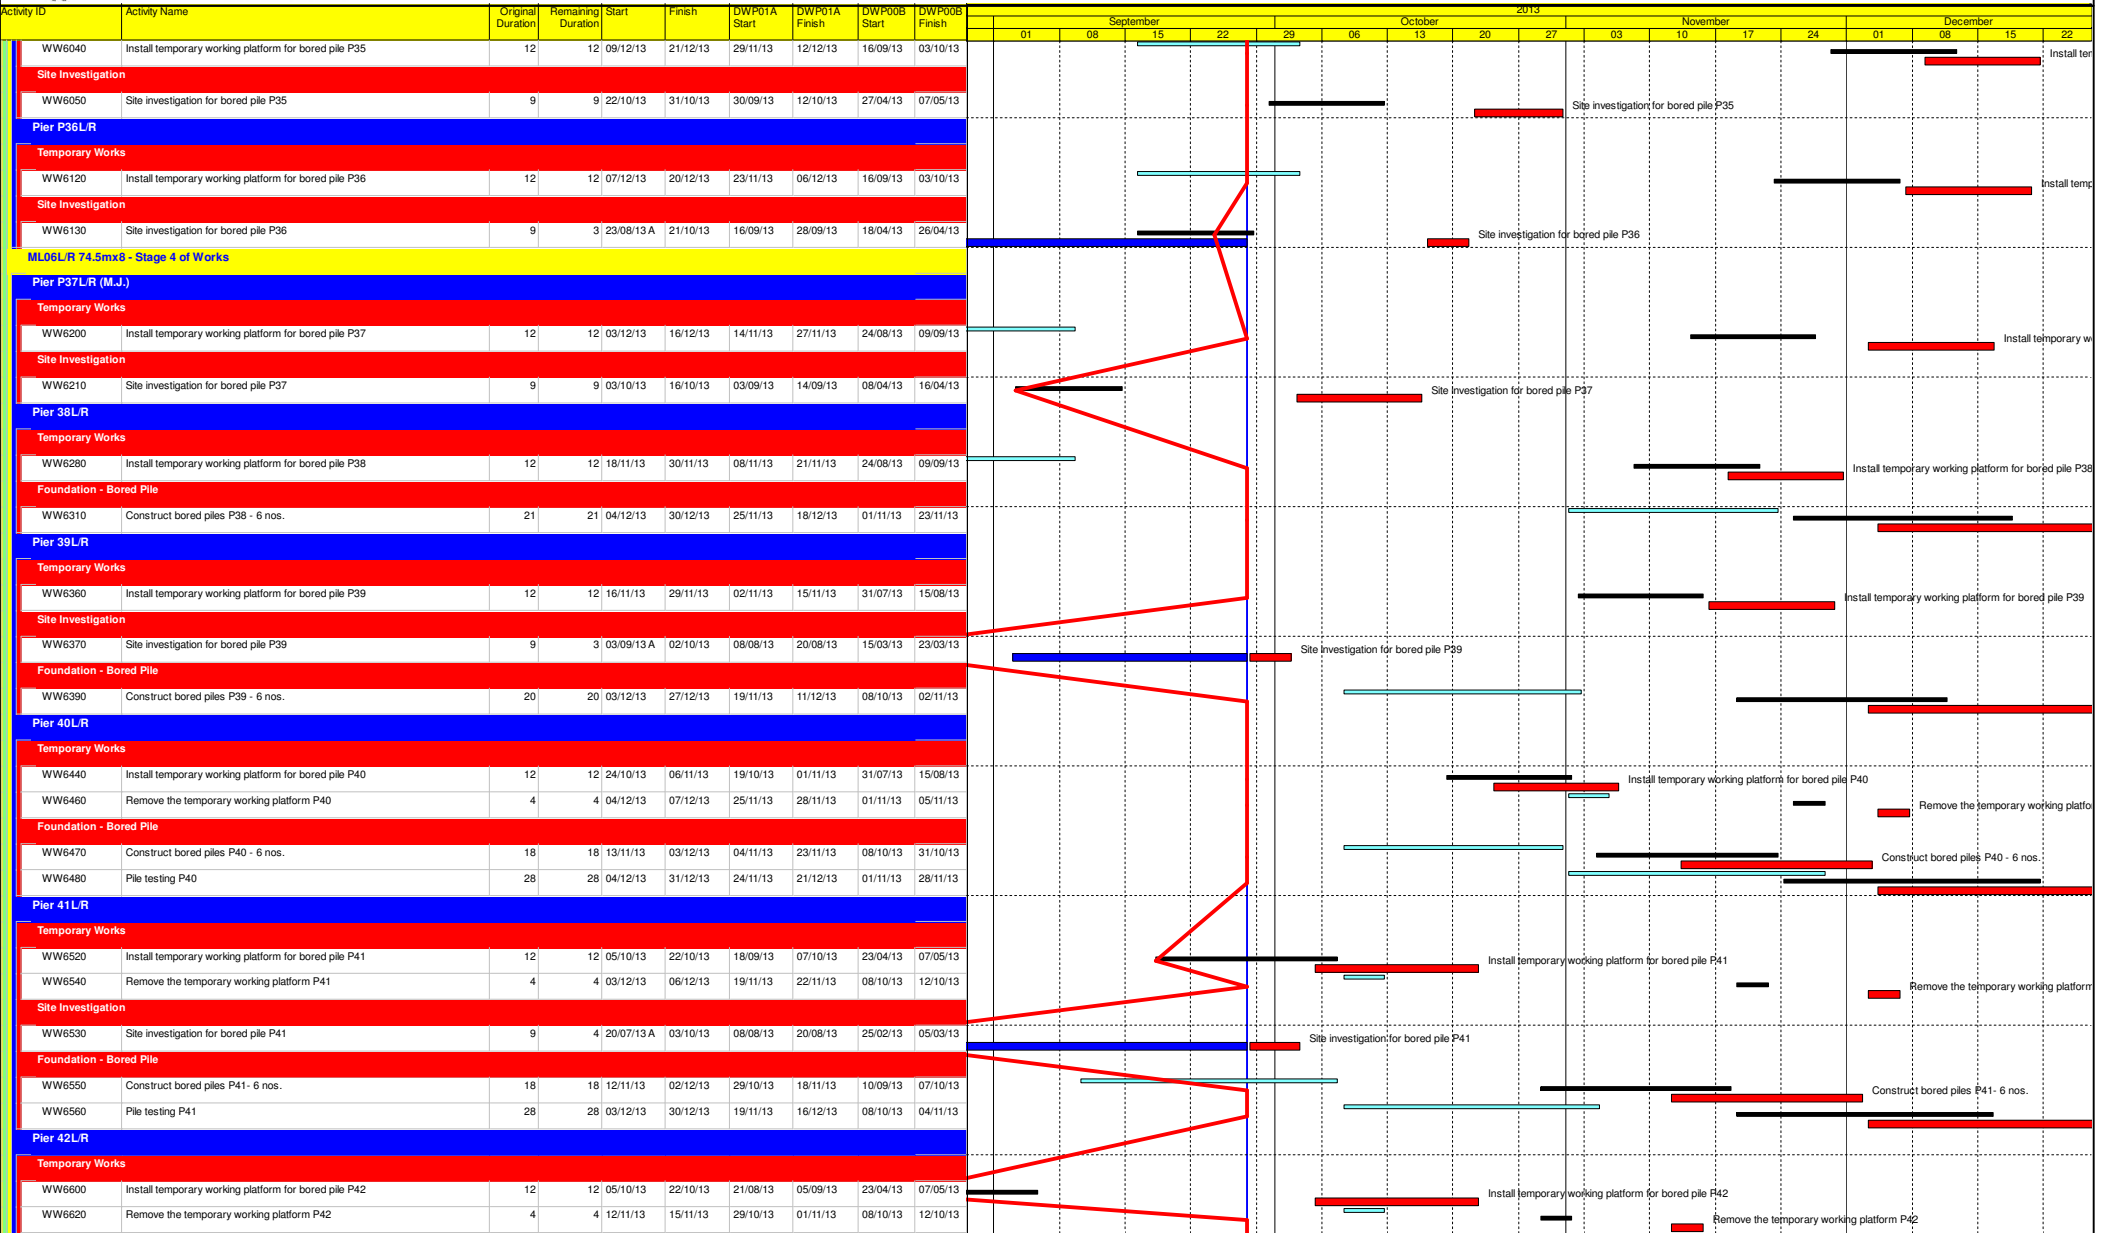 2013
Activity ID Activity Name Original Duration Remaining Duration Start Finish DWP01A Start DWP01A Finish DWP00B Start DWP00B Finish
September October November December
01 08 15 22 29 06 13 20 27 03 10 17 24 01 08 15 22
WW6040 Install temporary working platform for bored pile P35 12 12 09/12/13 21/12/13 29/11/13 12/12/13 16/09/13 03/10/13 Install ter
Site Investigation
WW6050 Site investigation for bored pile P35 9 9 22/10/13 31/10/13 30/09/13 12/10/13 27/04/13 07/05/13 Site investigation for bored pile P35
Pier P36L/R
Temporary Works
WW6120 Install temporary working platform for bored pile P36 12 12 07/12/13 20/12/13 23/11/13 06/12/13 16/09/13 03/10/13 Install temp
Site Investigation
WW6130 Site investigation for bored pile P36 9 3 23/08/13 A 21/10/13 16/09/13 28/09/13 18/04/13 26/04/13 Site investigation for bored pile P36
ML06L/R 74.5mx8 - Stage 4 of Works
Pier P37L/R (M.J.)
Temporary Works
WW6200 Install temporary working platform for bored pile P37 12 12 03/12/13 16/12/13 14/11/13 27/11/13 24/08/13 09/09/13 Install temporary w
Site Investigation
WW6210 Site investigation for bored pile P37 9 9 03/10/13 16/10/13 03/09/13 14/09/13 08/04/13 16/04/13 Site investigation for bored pile P37
Pier 38L/R
Temporary Works
WW6280 Install temporary working platform for bored pile P38 12 12 18/11/13 30/11/13 08/11/13 21/11/13 24/08/13 09/09/13 Install temporary working platform for bored pile P38
Foundation - Bored Pile
WW6310 Construct bored piles P38 - 6 nos. 21 21 04/12/13 30/12/13 25/11/13 18/12/13 01/11/13 23/11/13
Pier 39L/R
Temporary Works
WW6360 Install temporary working platform for bored pile P39 12 12 16/11/13 29/11/13 02/11/13 15/11/13 31/07/13 15/08/13 Install temporary working platform for bored pile P39
Site Investigation
WW6370 Site investigation for bored pile P39 9 3 03/09/13 A 02/10/13 08/08/13 20/08/13 15/03/13 23/03/13 Site investigation for bored pile P39
Foundation - Bored Pile
WW6390 Construct bored piles P39 - 6 nos. 20 20 03/12/13 27/12/13 19/11/13 11/12/13 08/10/13 02/11/13
Pier 40L/R
Temporary Works
WW6440 Install temporary working platform for bored pile P40 12 12 24/10/13 06/11/13 19/10/13 01/11/13 31/07/13 15/08/13 Install temporary working platform for bored pile P40
WW6460 Remove the temporary working platform P40 4 4 04/12/13 07/12/13 25/11/13 28/11/13 01/11/13 05/11/13 Remove the temporary working platfo
Foundation - Bored Pile
WW6470 Construct bored piles P40 - 6 nos. 18 18 13/11/13 03/12/13 04/11/13 23/11/13 08/10/13 31/10/13 Construct bored piles P40 - 6 nos.
WW6480 Pile testing P40 28 28 04/12/13 31/12/13 24/11/13 21/12/13 01/11/13 28/11/13
Pier 41L/R
Temporary Works
WW6520 Install temporary working platform for bored pile P41 12 12 05/10/13 22/10/13 18/09/13 07/10/13 23/04/13 07/05/13 Install temporary working platform for bored pile P41
WW6540 Remove the temporary working platform P41 4 4 03/12/13 06/12/13 19/11/13 22/11/13 08/10/13 12/10/13 Remove the temporary working platform
Site Investigation
WW6530 Site investigation for bored pile P41 9 4 20/07/13 A 03/10/13 08/08/13 20/08/13 25/02/13 05/03/13 Site investigation for bored pile P41
Foundation - Bored Pile
WW6550 Construct bored piles P41- 6 nos. 18 18 12/11/13 02/12/13 29/10/13 18/11/13 10/09/13 07/10/13 Construct bored piles P41- 6 nos.
WW6560 Pile testing P41 28 28 03/12/13 30/12/13 19/11/13 16/12/13 08/10/13 04/11/13
Pier 42L/R
Temporary Works
WW6600 Install temporary working platform for bored pile P42 12 12 05/10/13 22/10/13 21/08/13 05/09/13 23/04/13 07/05/13 Install temporary working platform for bored pile P42
WW6620 Remove the temporary working platform P42 4 4 12/11/13 15/11/13 29/10/13 01/11/13 08/10/13 12/10/13 Remove the temporary working platform P42